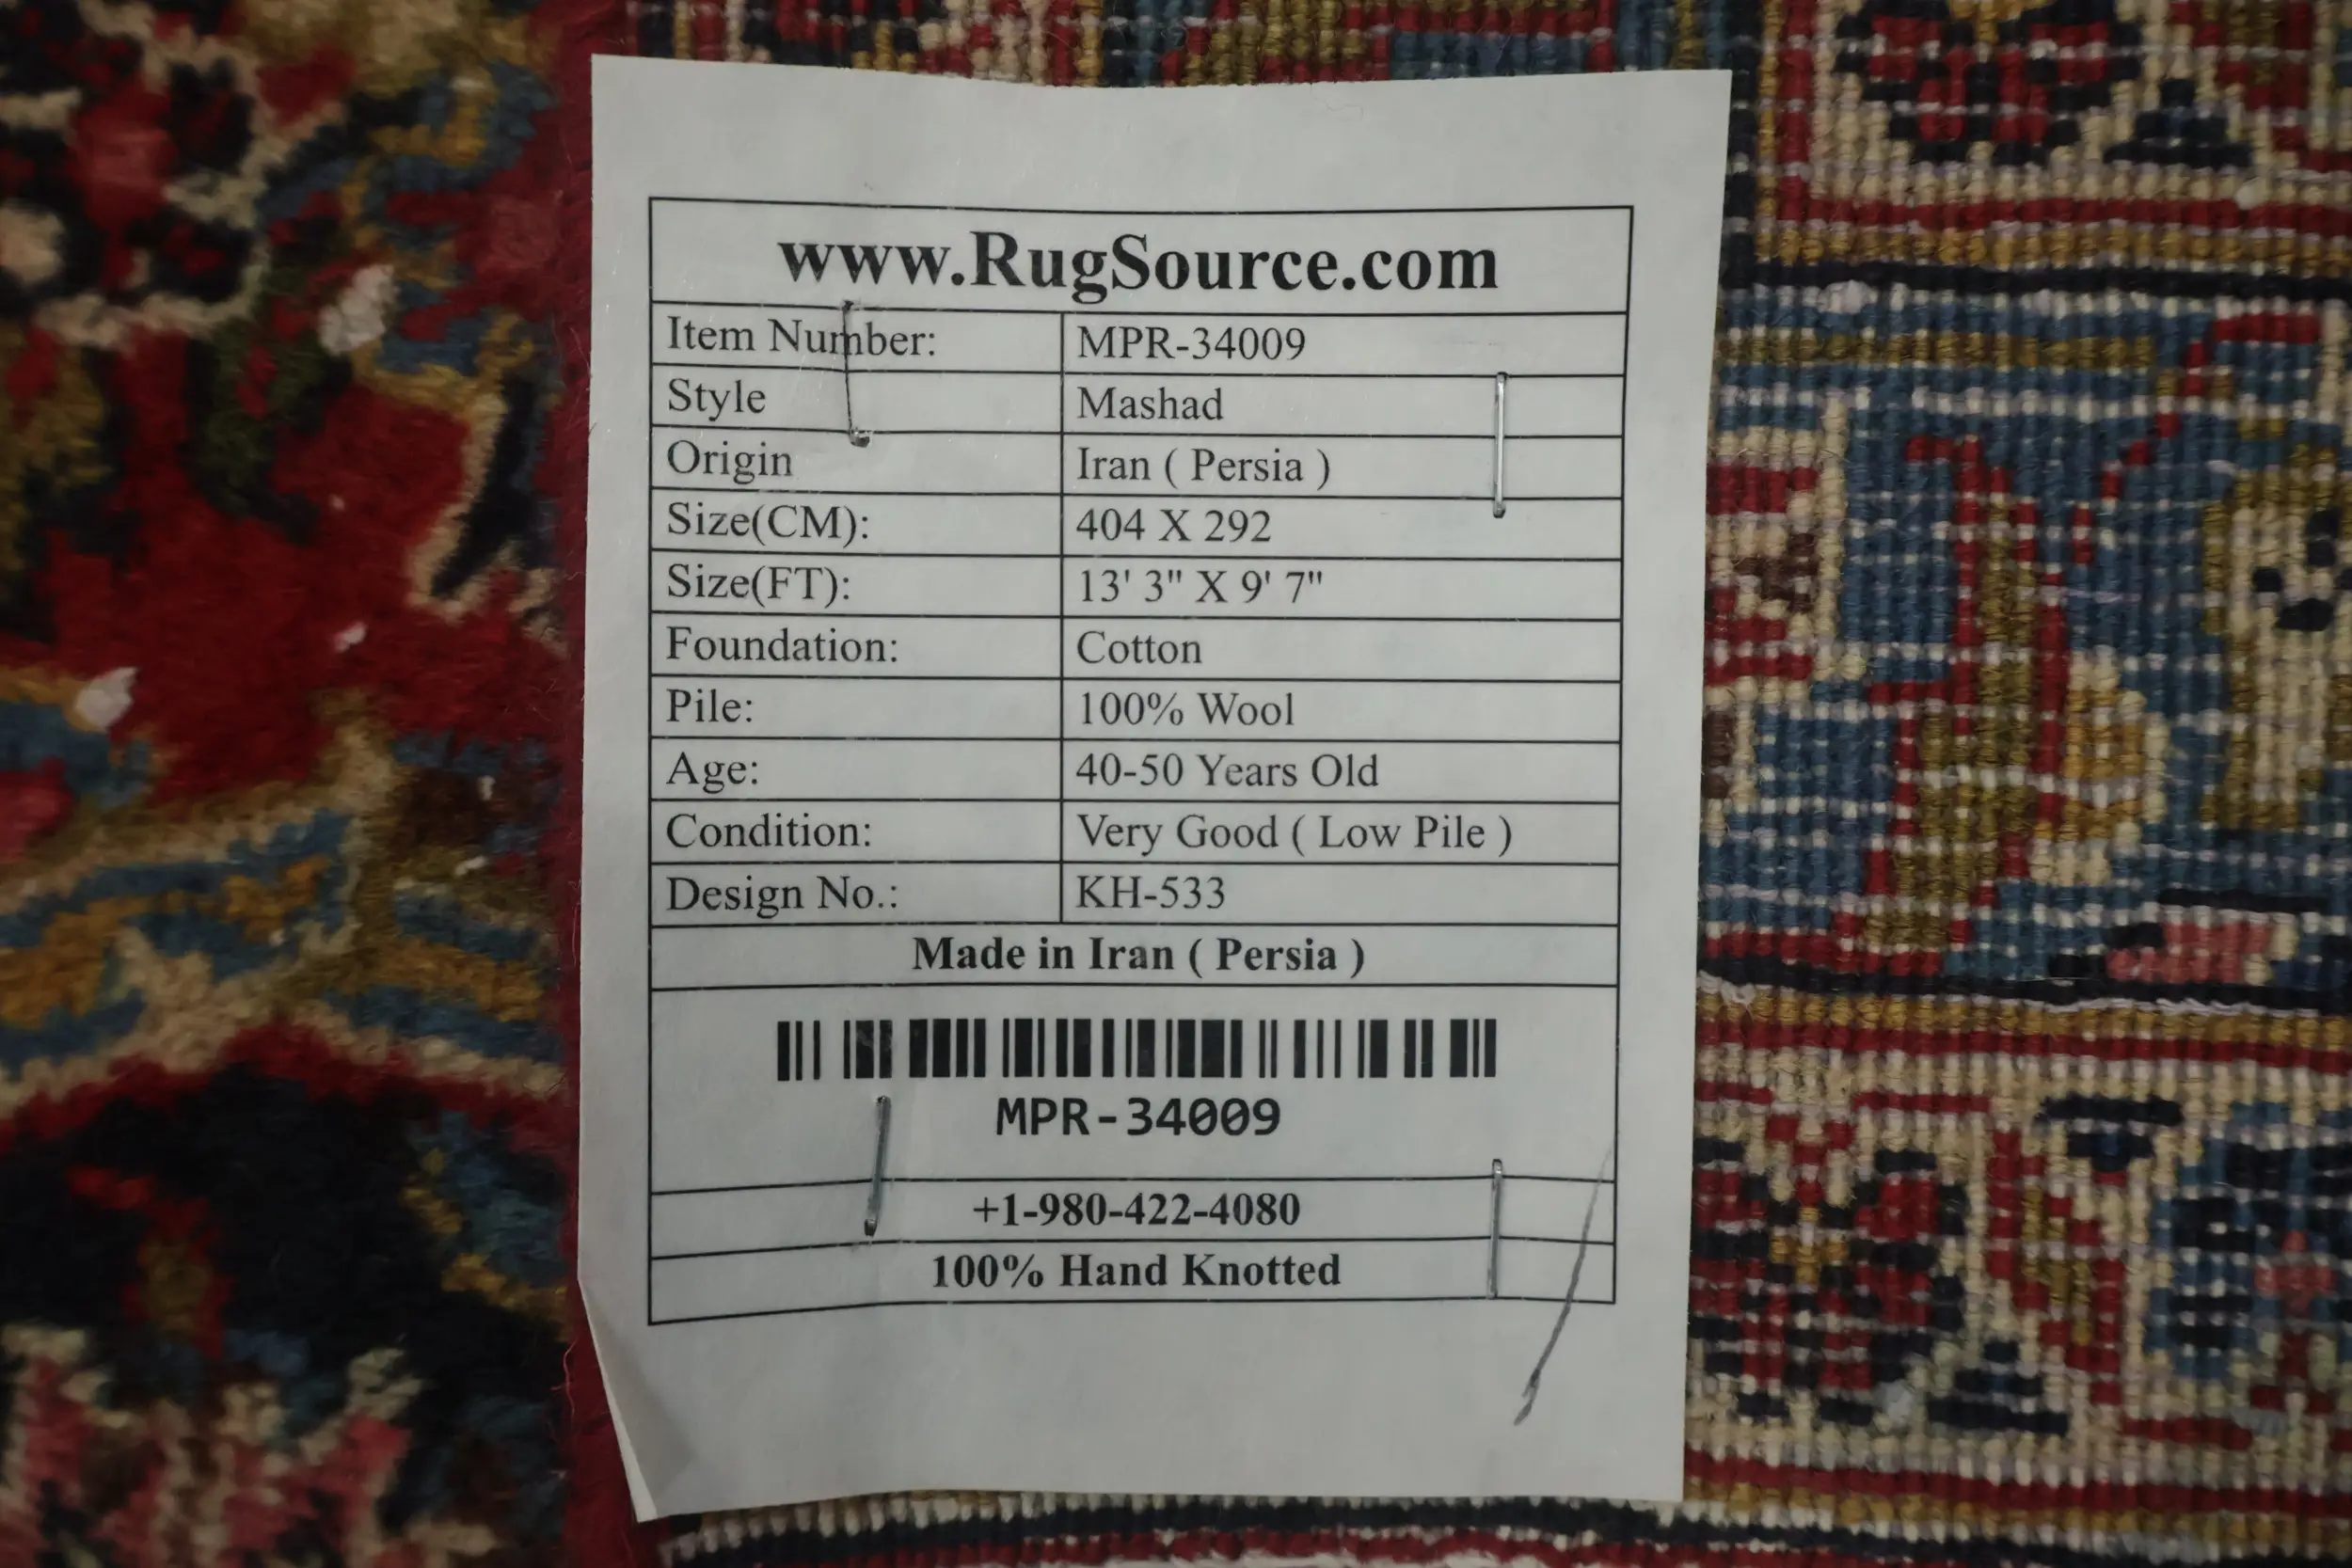 www.RugSource.com
Item Number: MPR-34009
Style Mashad
Origin Iran ( Persia )
Size(CM): 404 X 292
Size(FT): 13' 3" X 9' 7"
Foundation: Cotton
Pile: 100% Wool
Age: 40-50 Years Old
Condition: Very Good ( Low Pile )
Design No.: KH-533
Made in Iran ( Persia )
MPR-34009
+1-980-422-4080
100% Hand Knotted